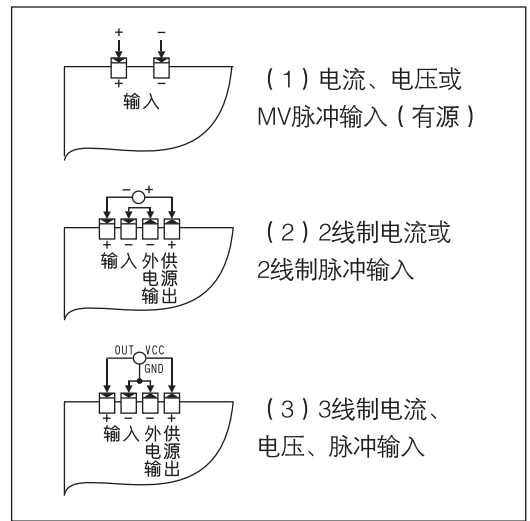 + −
+ −
输入
（1）电流、电压或
MV脉冲输入（有源）
− +
+ − − +
输入 外供
电源
输出
（2）2线制电流或
2线制脉冲输入
OUT VCC
GND
+ − − +
输入 外供
电源
输出
（3）3线制电流、
电压、脉冲输入